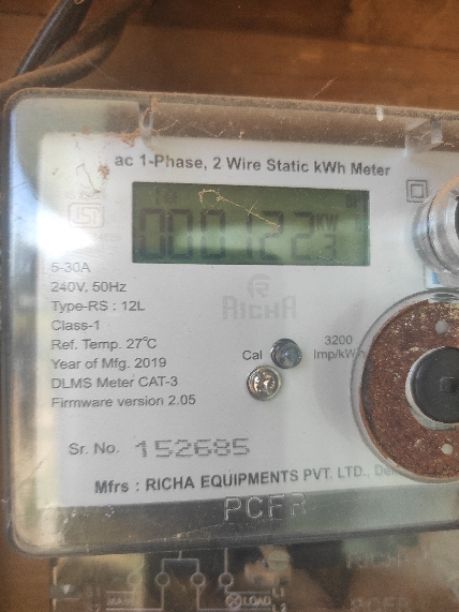 ac 1-Phase, 2 Wire Static kWh Meter
KW
5-30A
240V, 50Hz
Type-RS : 12L
Class-1
Ref. Temp. 27°C
Year of Mfg. 2019
DLMS Meter CAT-3
Firmware version 2.05
RICHA
Cal
3200
Imp/kWh
Sr. No. 152685
Mfrs : RICHA EQUIPMENTS PVT. LTD.,
MAIN
LOAD